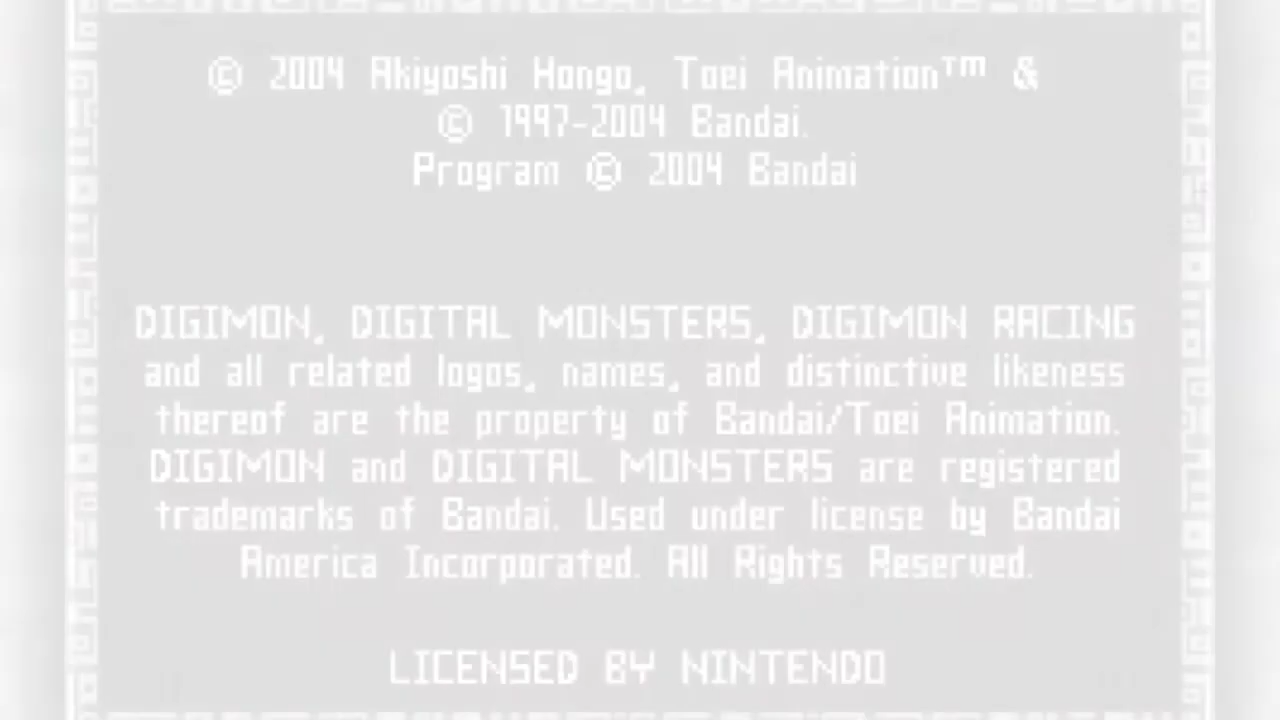 © 2004 Akiyoshi Hongo, Toei Animation™ &
© 1997-2004 Bandai.
Program © 2004 Bandai
DIGIMON, DIGITAL MONSTERS, DIGIMON RACING
and all related logos, names, and distinctive likeness
thereof are the property of Bandai/Toei Animation.
DIGIMON and DIGITAL MONSTERS are registered
trademarks of Bandai. Used under license by Bandai
America Incorporated. All Rights Reserved.
LICENSED BY NINTENDO